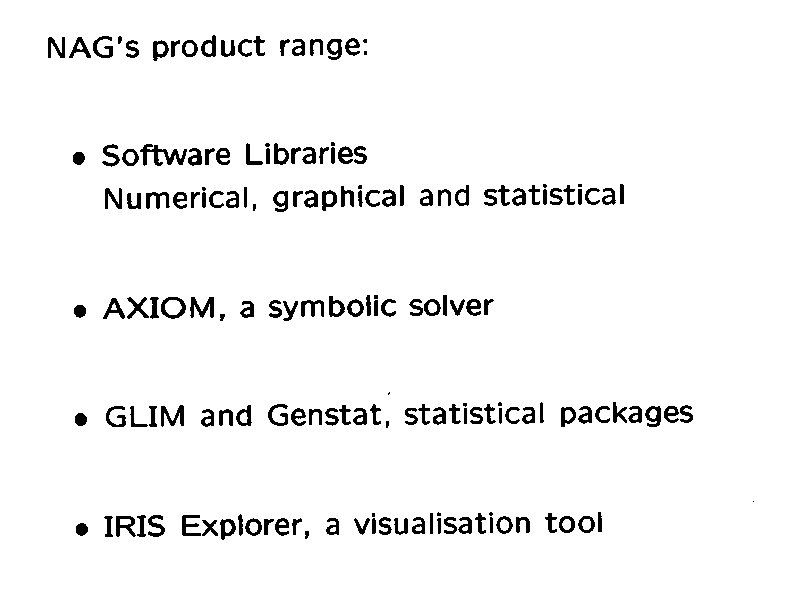 NAG's product range:
• Software Libraries
Numerical, graphical and statistical
• AXIOM, a symbolic solver
• GLIM and Genstat, statistical packages
• IRIS Explorer, a visualisation tool